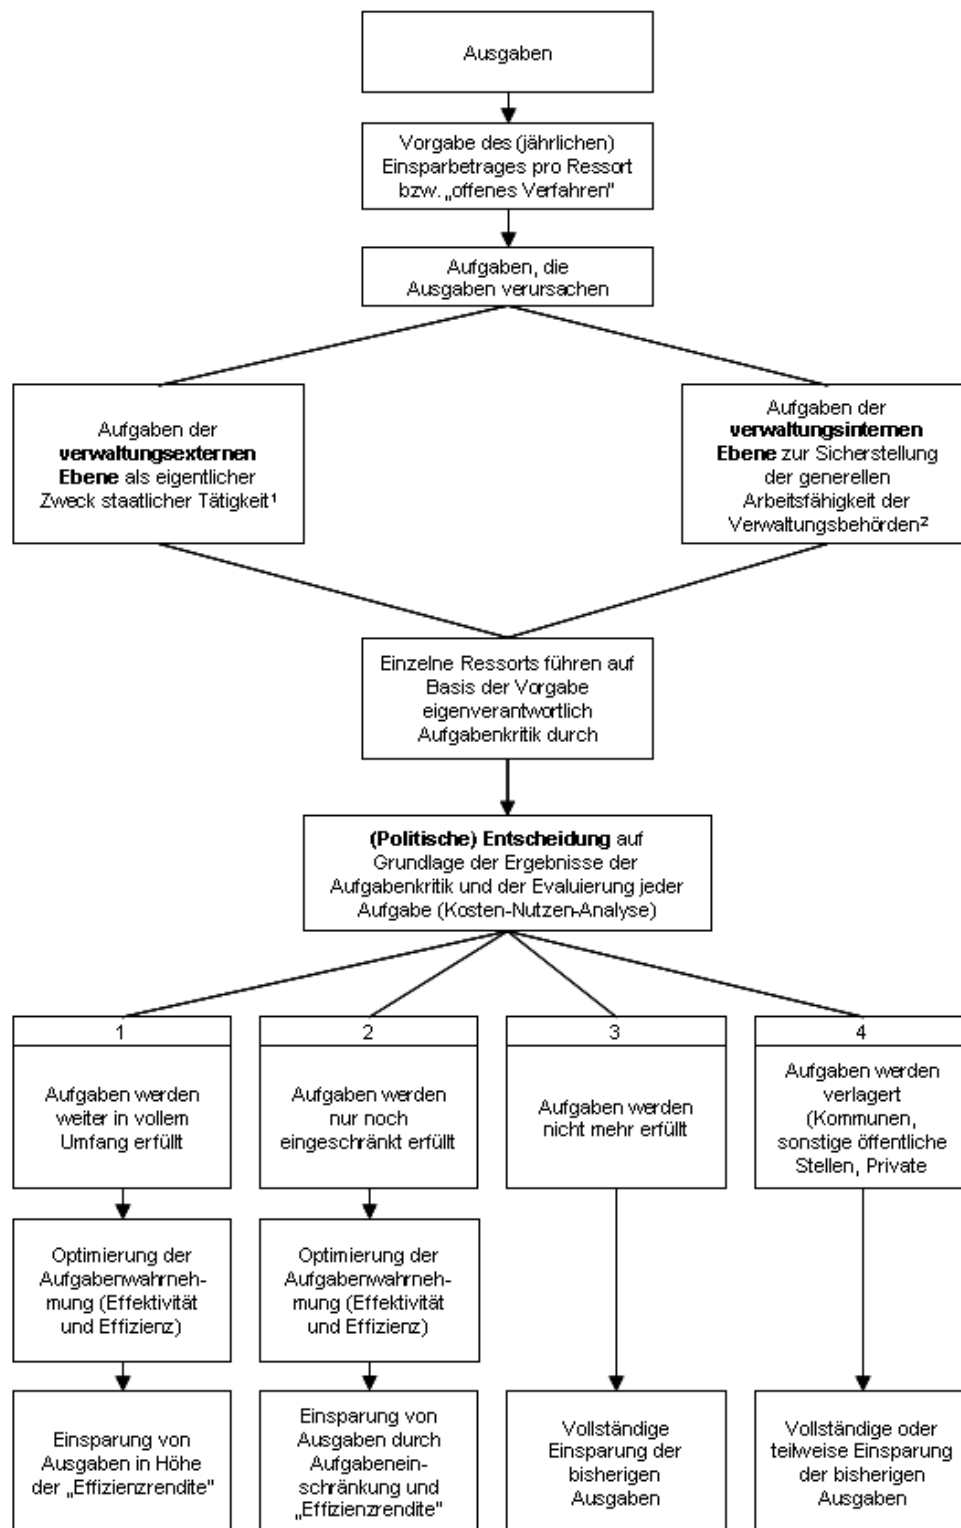 Ausgaben
Vorgabe des (jährlichen)
Einsparbetrages pro Ressort
bzw. „offenes Verfahren"
Aufgaben, die
Ausgaben verursachen
Aufgaben der
verwaltungsexternen
Ebene als eigentlicher
Zweck staatlicher Tätigkeit¹
Aufgaben der
verwaltungsinternen
Ebene zur Sicherstellung
der generellen
Arbeitsfähigkeit der
Verwaltungsbehörden²
Einzelne Ressorts führen auf
Basis der Vorgabe
eigenverantwortlich
Aufgabenkritik durch
(Politische) Entscheidung auf
Grundlage der Ergebnisse der
Aufgabenkritik und der Evaluierung jeder
Aufgabe (Kosten-Nutzen-Analyse)
1
Aufgaben werden
weiter in vollem
Umfang erfüllt
Optimierung der
Aufgabenwahrneh-
mung (Effektivität
und Effizienz)
Einsparung von
Ausgaben in Höhe
der „Effizienzrendite"
2
Aufgaben werden
nur noch
eingeschränkt erfüllt
Optimierung der
Aufgabenwahrneh-
mung (Effektivität
und Effizienz)
Einsparung von
Ausgaben durch
Aufgabenein-
schränkung und
„Effizienzrendite"
3
Aufgaben werden
nicht mehr erfüllt
Vollständige
Einsparung der
bisherigen
Ausgaben
4
Aufgaben werden
verlagert
(Kommunen,
sonstige öffentliche
Stellen, Private
Vollständige oder
teilweise Einsparung
der bisherigen
Ausgaben